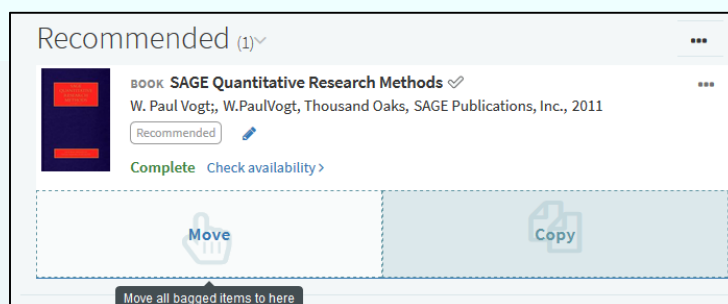 Recommended (1)
BOOK SAGE Quantitative Research Methods
W. Paul Vogt;, W.PaulVogt, Thousand Oaks, SAGE Publications, Inc., 2011
Recommended
Complete Check availability >
Move Copy
Move all bagged items to here